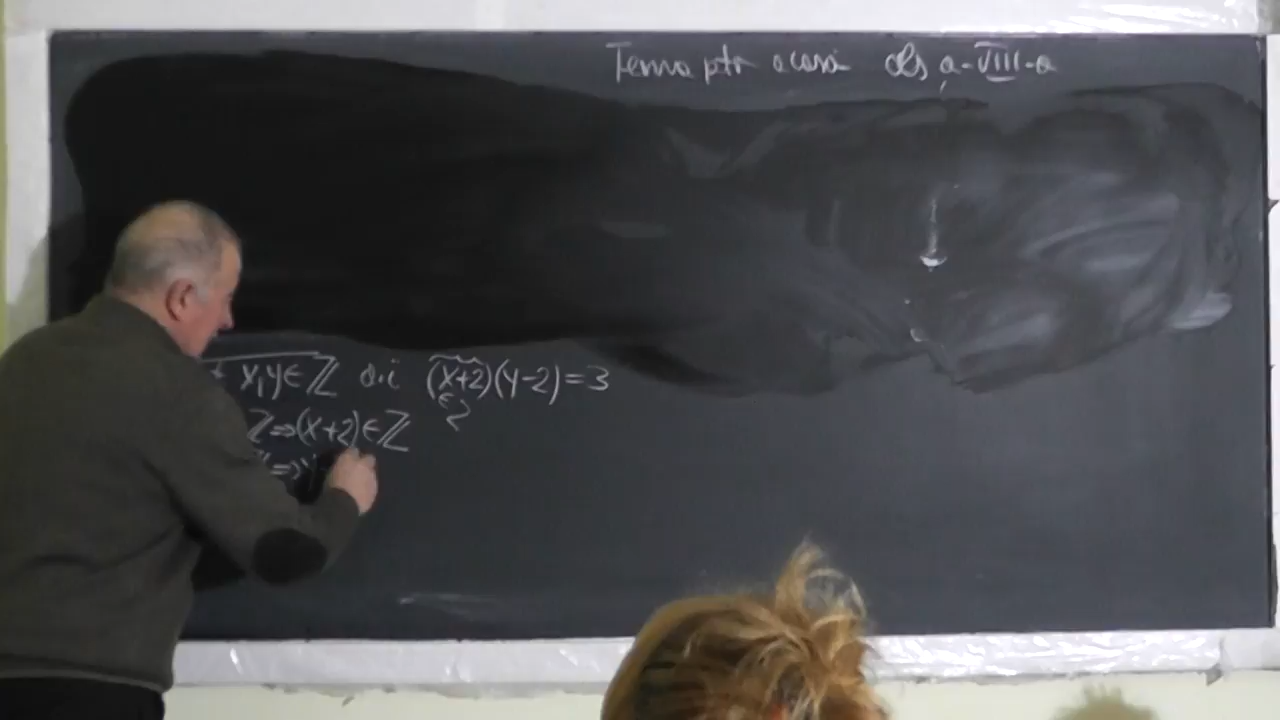 Tema ptr acasă cls a-VIII-a
x,y∈ℤ a.i (x+2)(y-2)=3
∈ℤ
ℤ⇒(x+2)∈ℤ
⇒y